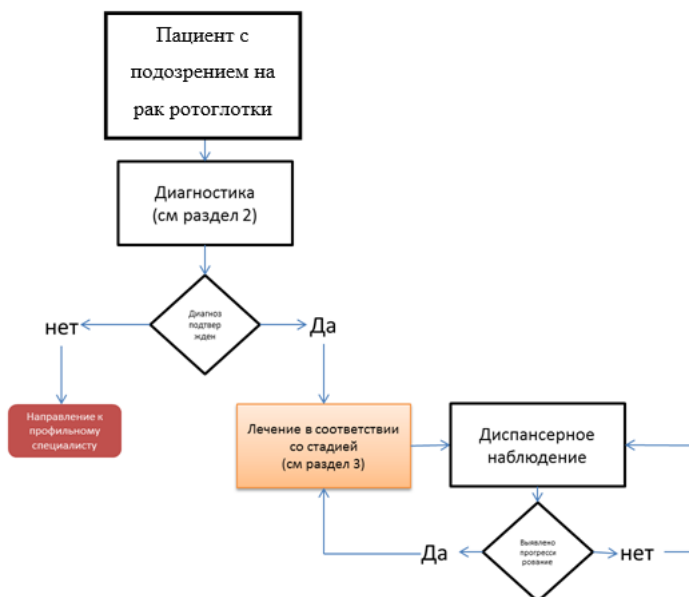 Пациент с
подозрением на
рак ротоглотки
Диагностика
(см раздел 2)
Диагноз
подтвер
жден
нет
Да
Направление к
профильному
специалисту
Лечение в соответствии
со стадией
(см раздел 3)
Диспансерное
наблюдение
Выявлено
прогресси
рование
Да
нет